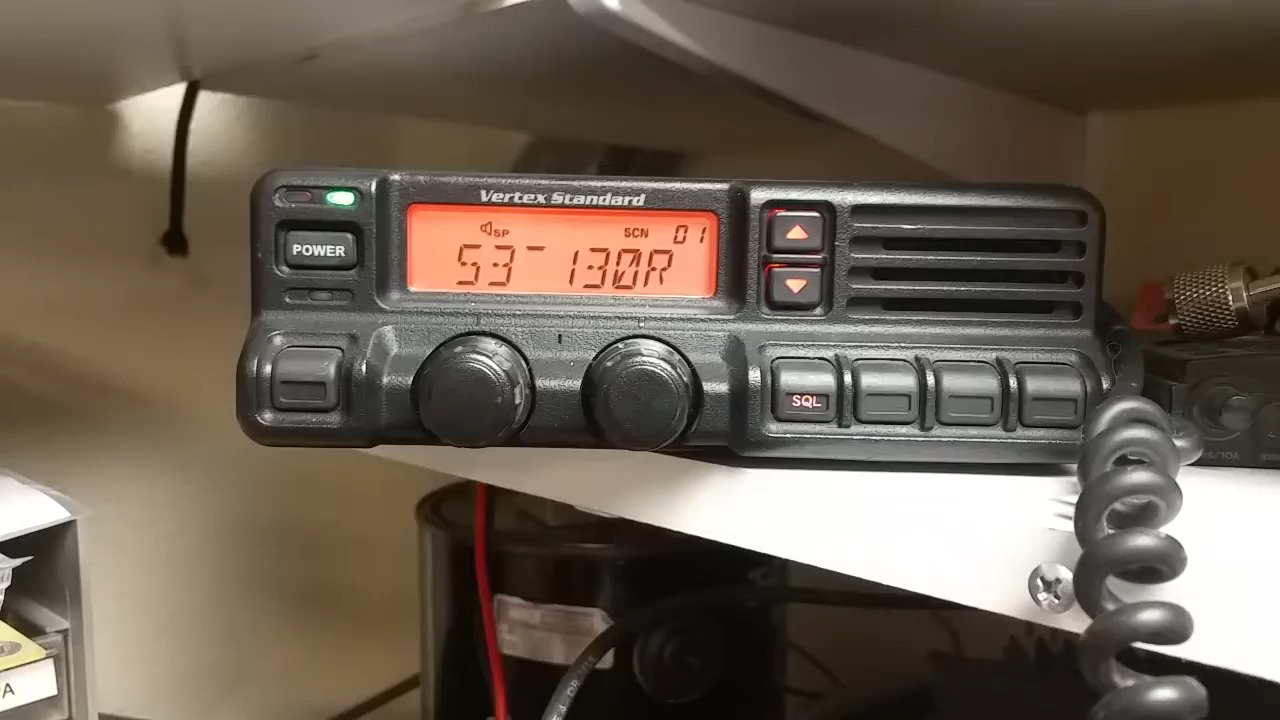 Vertex Standard
POWER
SP SCN 01
53-130R
SQL
A